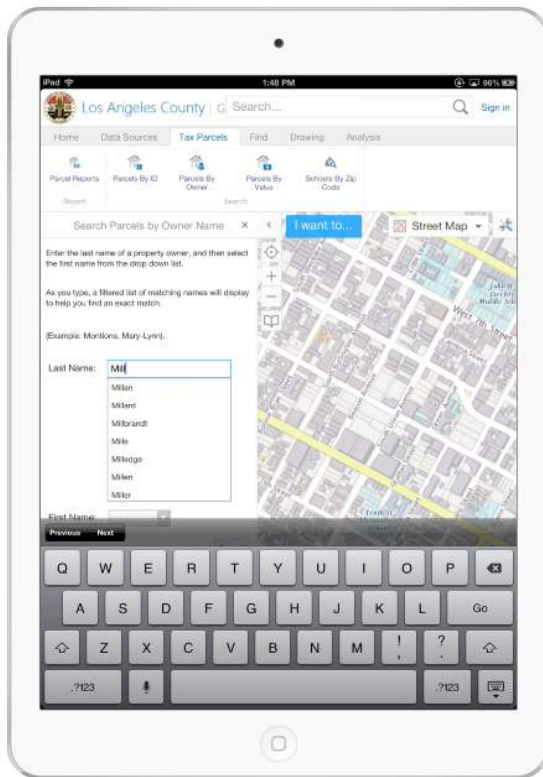 iPad
1:48 PM
96%
Los Angeles County
G
Search...
Sign in
Home
Data Sources
Tax Parcels
Find
Drawing
Analysis
Parcel Reports
Parcels By ID
Parcels By
Owner
Parcels By
Value
Schools By Zip
Code
Report
Search
Search Parcels by Owner Name
I want to...
Street Map
Enter the last name of a property owner, and then select
the first name from the drop down list.
As you type, a filtered list of matching names will display
to help you find an exact match.
(Example: Montione, Mary-Lynn).
Last Name:
Mill
Millan
Millard
Millbrandt
Mille
Milledge
Millen
Miller
First Name:
West 7th Street
Previous
Next
Q W E R T Y U I O P
A S D F G H J K L Go
Z X C V B N M ! , ? .
.?123
.?123